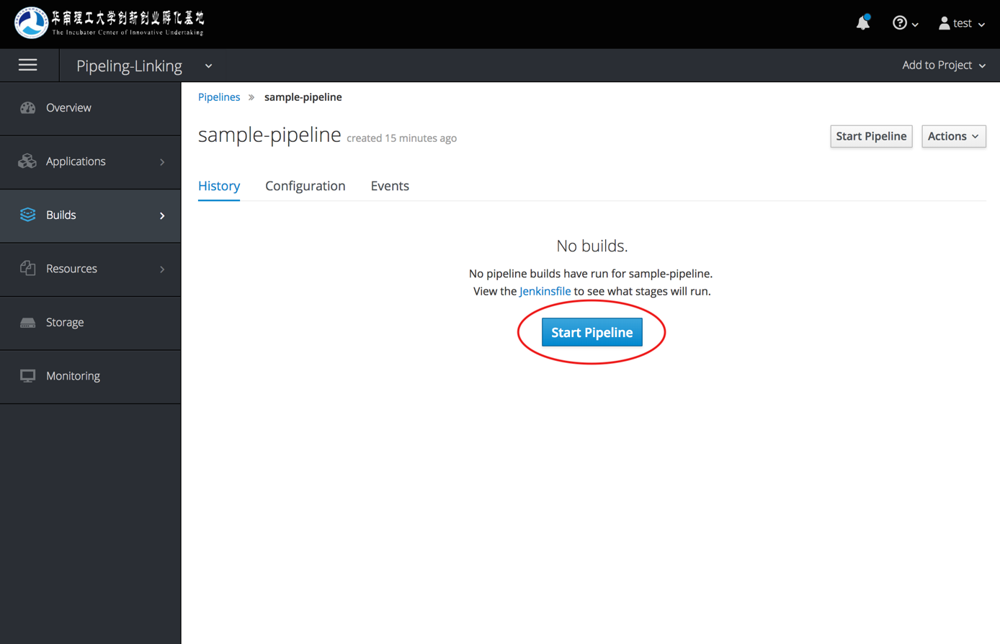 华南理工大学创新创业孵化基地
The Incubator Center of Innovative Undertaking
test
Pipeling-Linking
Add to Project
Overview
Applications
Builds
Resources
Storage
Monitoring
Pipelines » sample-pipeline
sample-pipeline created 15 minutes ago
Start Pipeline
Actions
History
Configuration
Events
No builds.
No pipeline builds have run for sample-pipeline.
View the Jenkinsfile to see what stages will run.
Start Pipeline